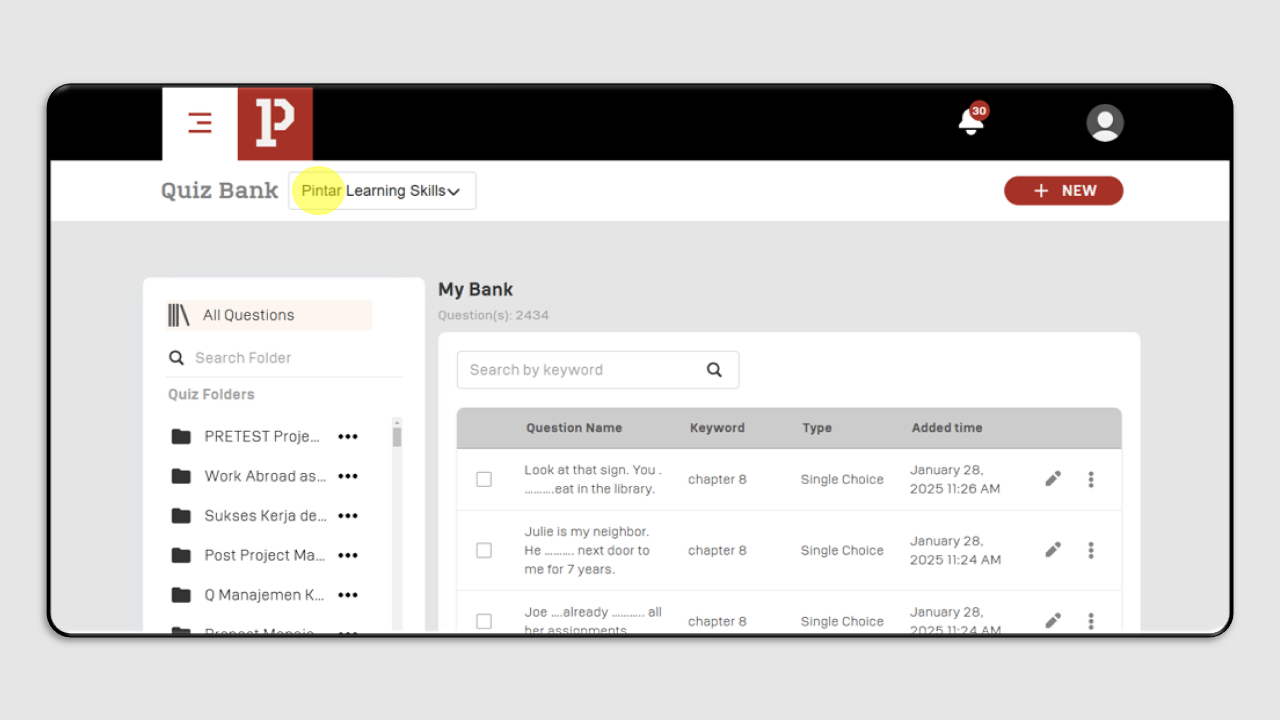 P
30
Quiz Bank
Pintar Learning Skills
+ NEW
All Questions
Search Folder
Quiz Folders
PRETEST Proje...
Work Abroad as...
Sukses Kerja de...
Post Project Ma...
Q Manajemen K...
My Bank
Question(s): 2434
Search by keyword
Question Name Keyword Type Added time
Look at that sign. You .
..........eat in the library.
chapter 8
Single Choice
January 28,
2025 11:26 AM
Julie is my neighbor.
He .......... next door to
me for 7 years.
chapter 8
Single Choice
January 28,
2025 11:24 AM
Joe ....already ........... all
her assignments
chapter 8
Single Choice
January 28,
2025 11:24 AM